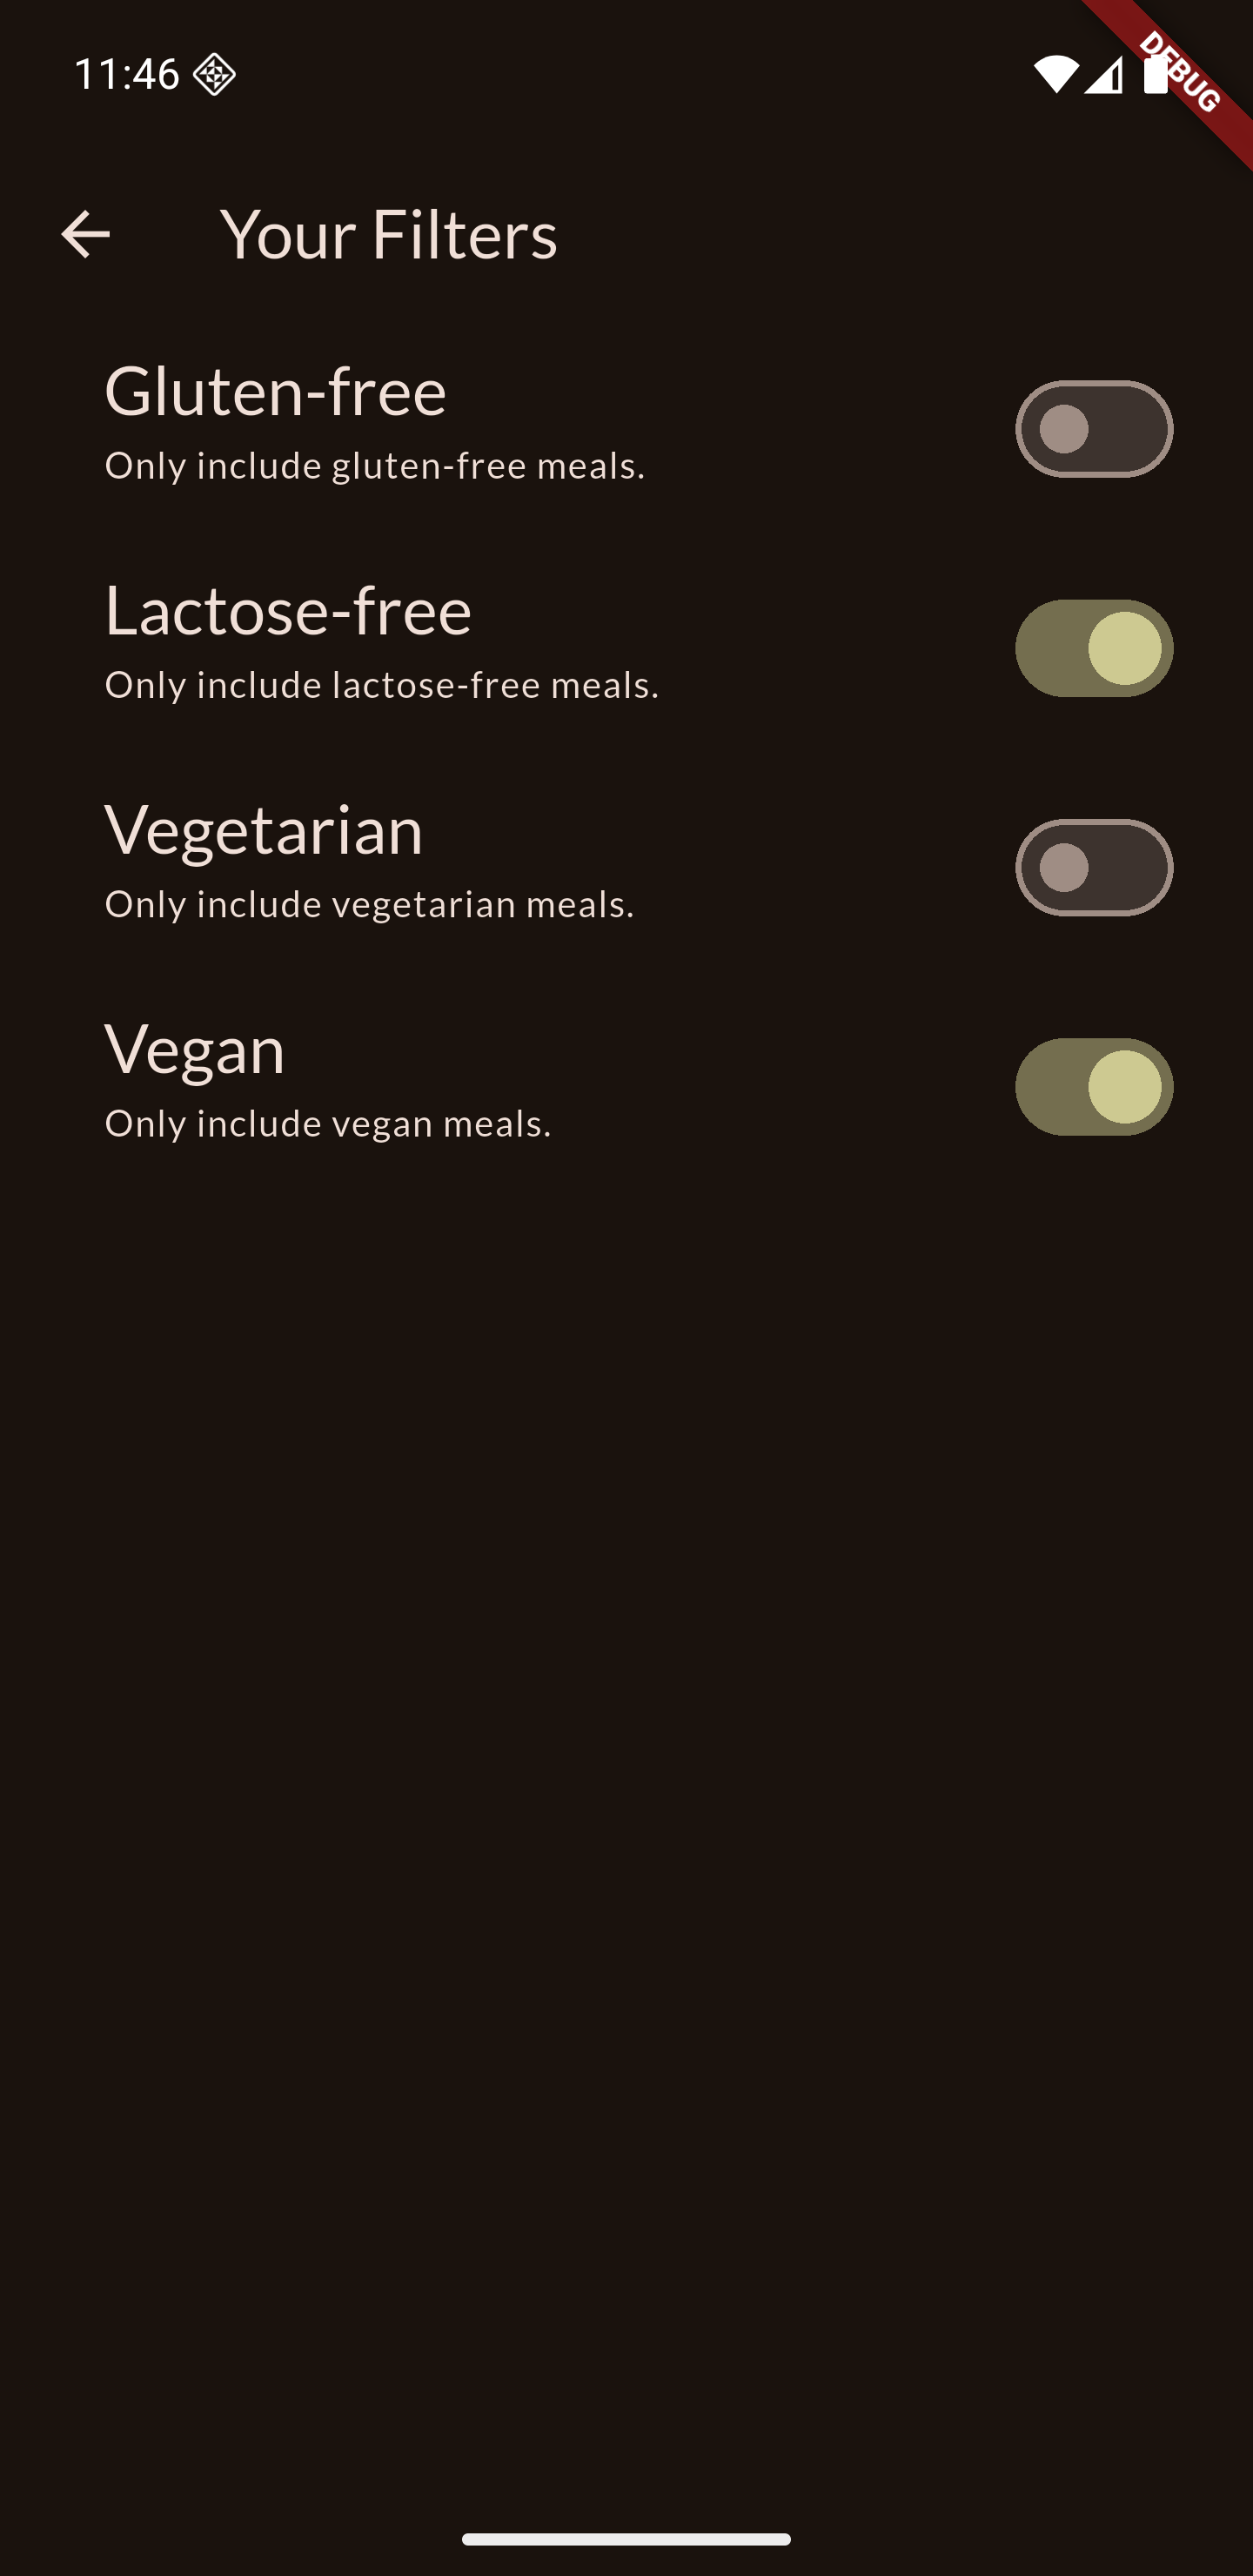 11:46
DEBUG
Your Filters
Gluten-free
Only include gluten-free meals.
Lactose-free
Only include lactose-free meals.
Vegetarian
Only include vegetarian meals.
Vegan
Only include vegan meals.